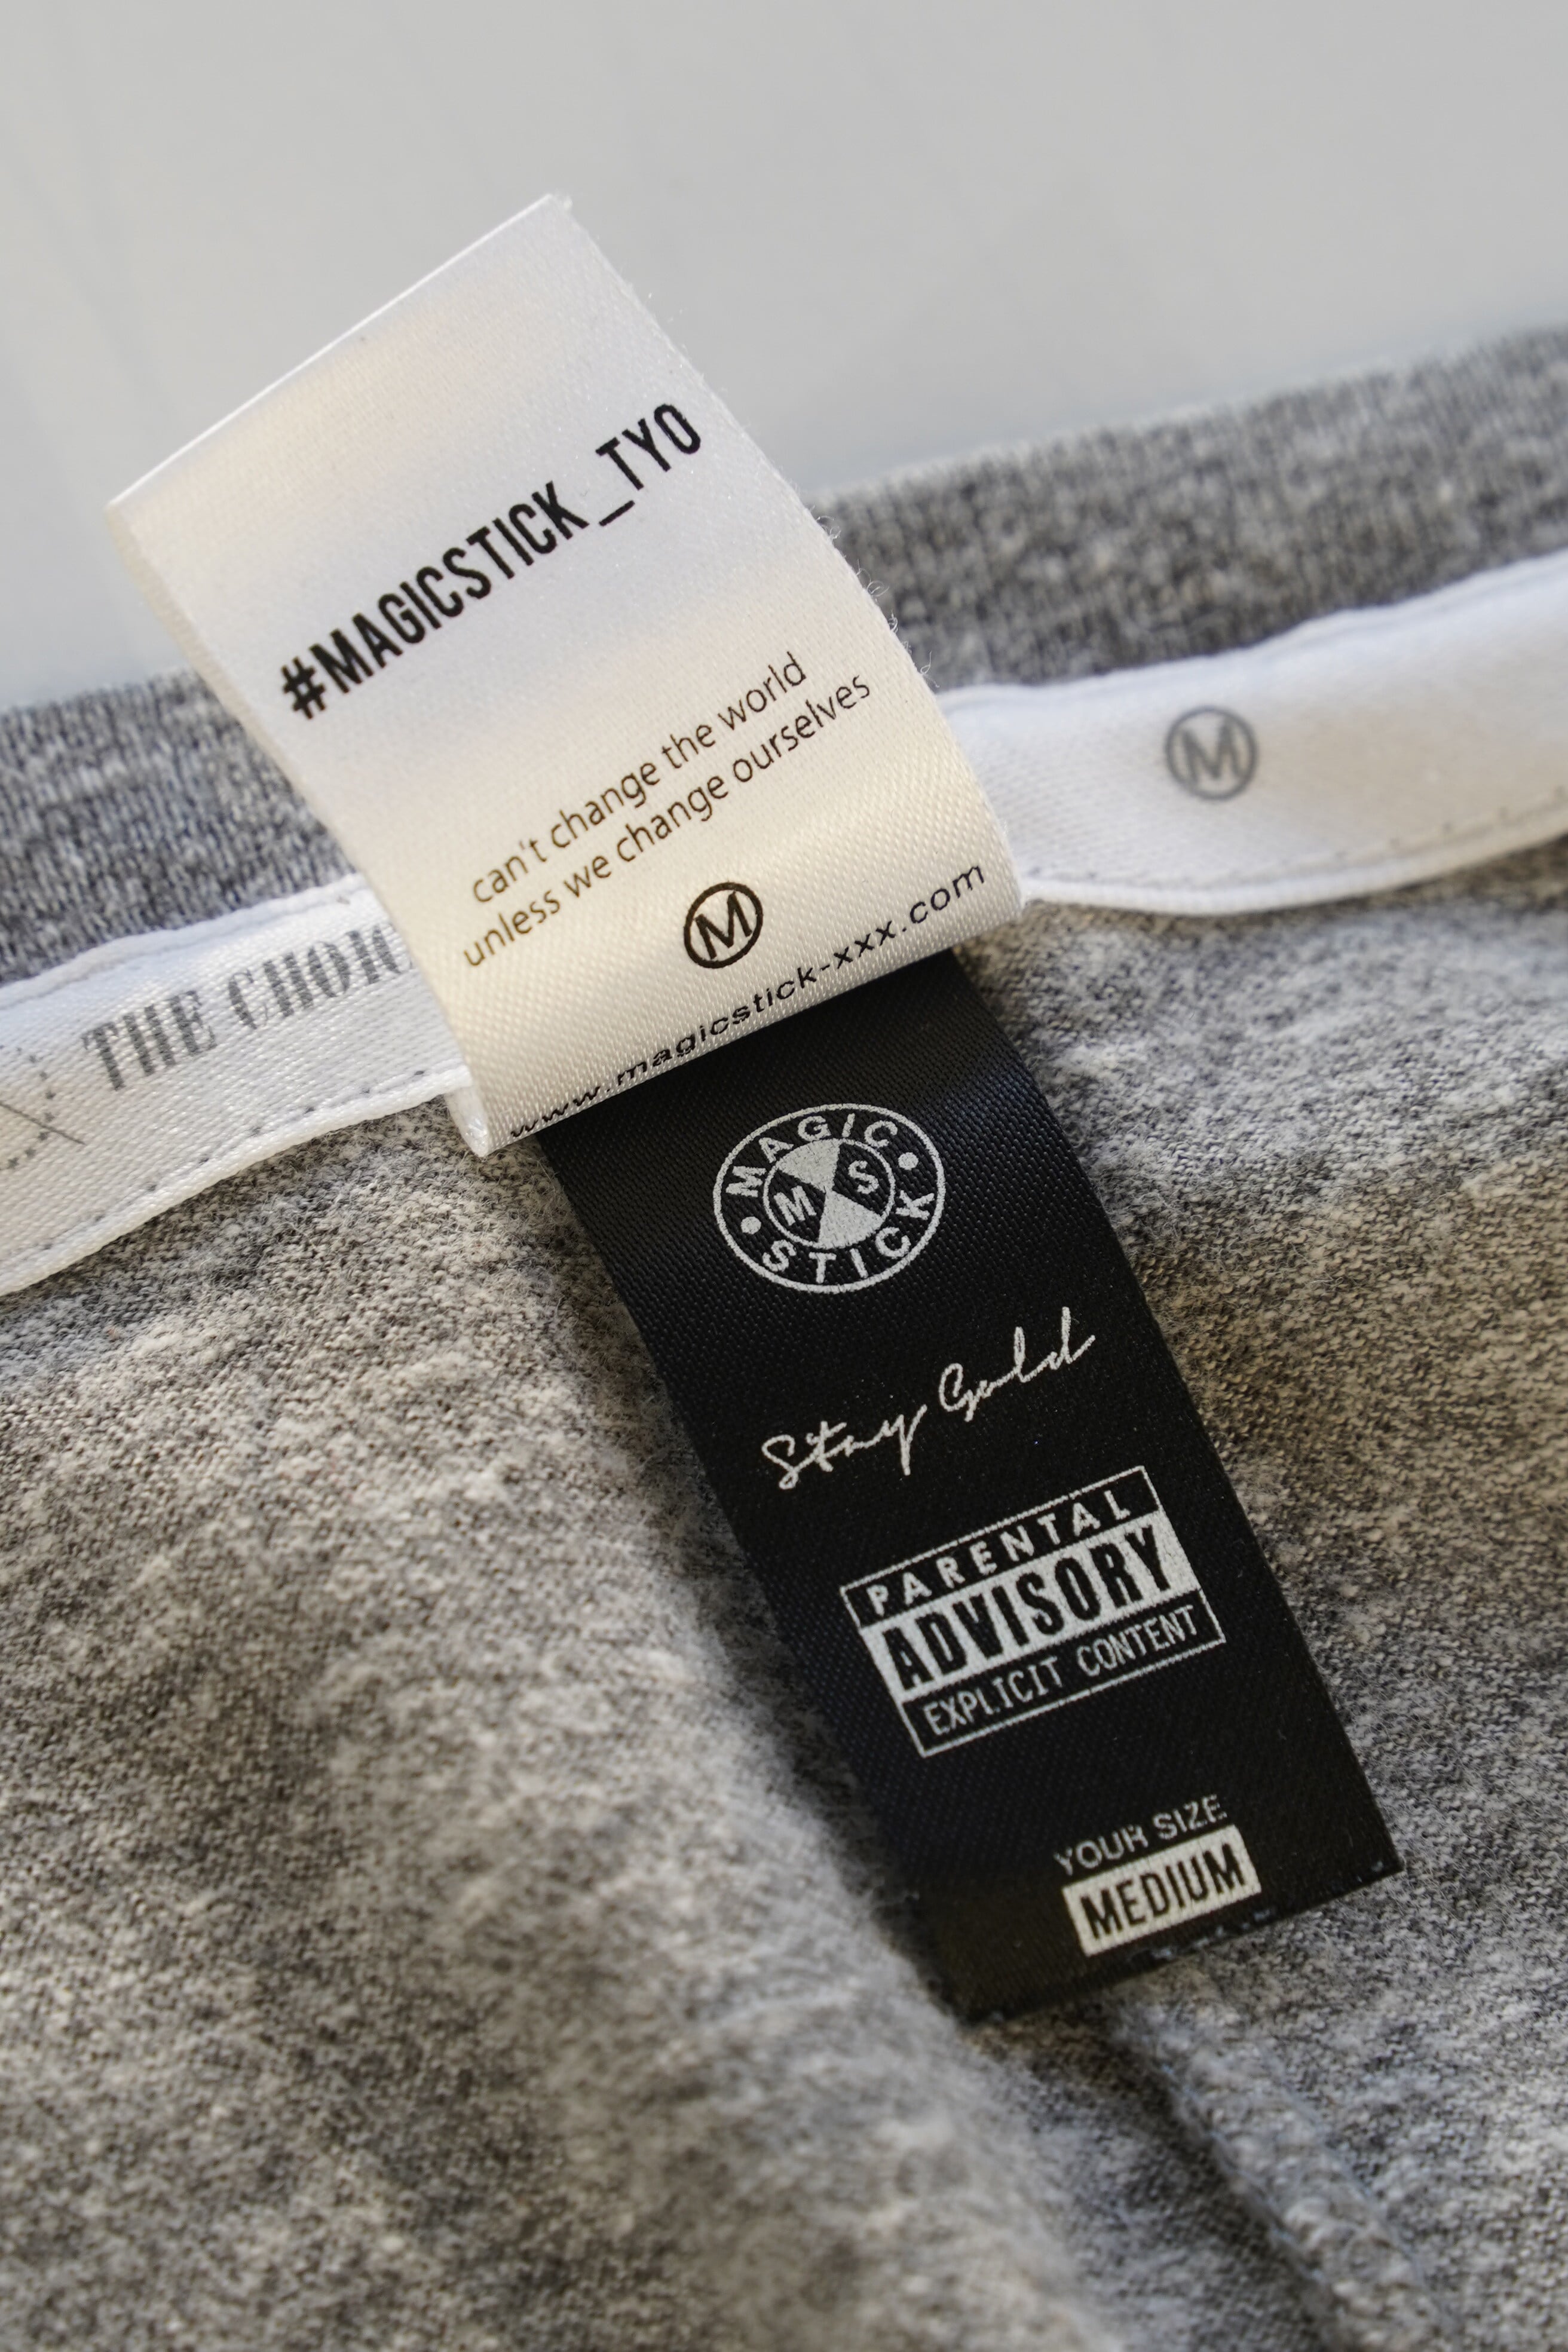 #MAGICSTICK_TYO
can't change the world
unless we change ourselves
M
www.magicstick-xxx.com
THE
M
MAGIC
M S
STICK
Stay Gold
PARENTAL
ADVISORY
EXPLICIT CONTENT
YOUR SIZE
MEDIUM